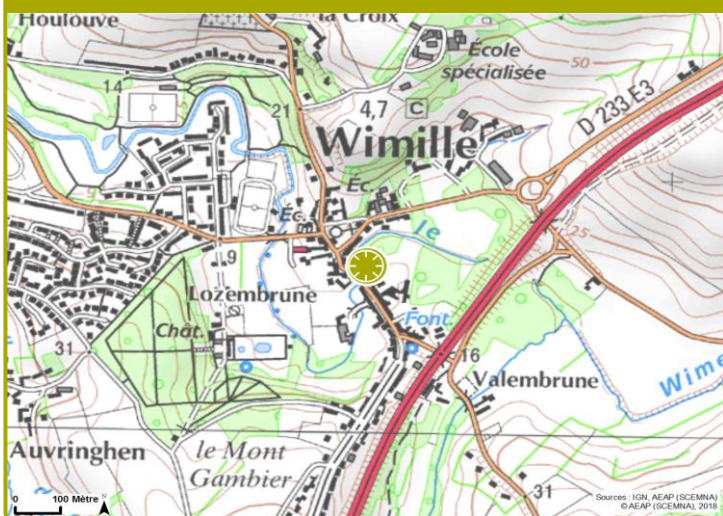 Houlouve
la Croix
École
spécialisée
50
14
21
4,7
C
D 233 E3
Wimille
Éc.
Éc.
le
25
9
Lozembrune
Chât.
Font.
31
16
Valembrune
Wime
Auvringhen
le Mont
Gambier
31
0 100 Mètre N
Sources : IGN, AEAP (SCEMNA)
© AEAP (SCEMNA), 2018